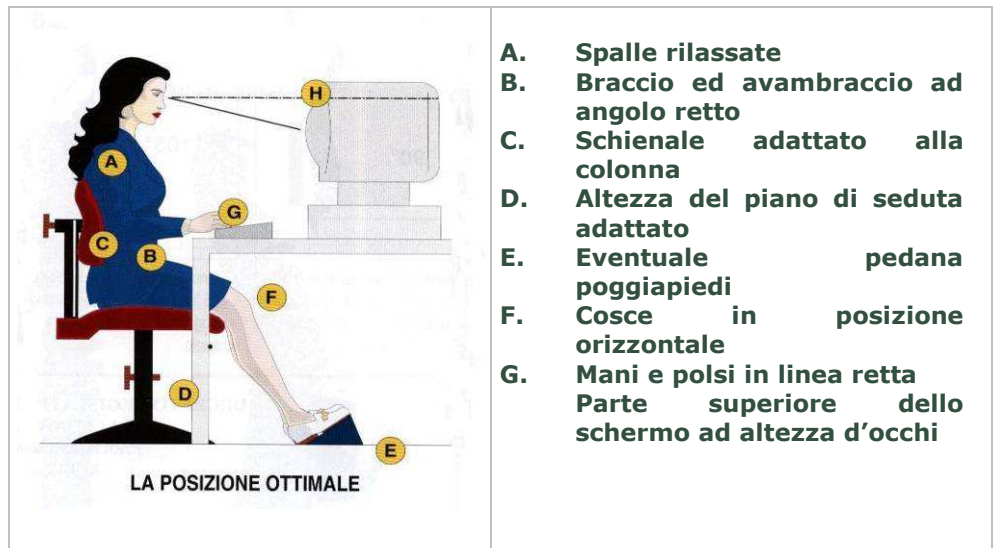 H
A
G
C
B
F
D
E
LA POSIZIONE OTTIMALE
A. Spalle rilassate
B. Braccio ed avambraccio ad
angolo retto
C. Schienale adattato alla
colonna
D. Altezza del piano di seduta
adattato
E. Eventuale pedana
poggiapiedi
F. Cosce in posizione
orizzontale
G. Mani e polsi in linea retta
Parte superiore dello
schermo ad altezza d’occhi